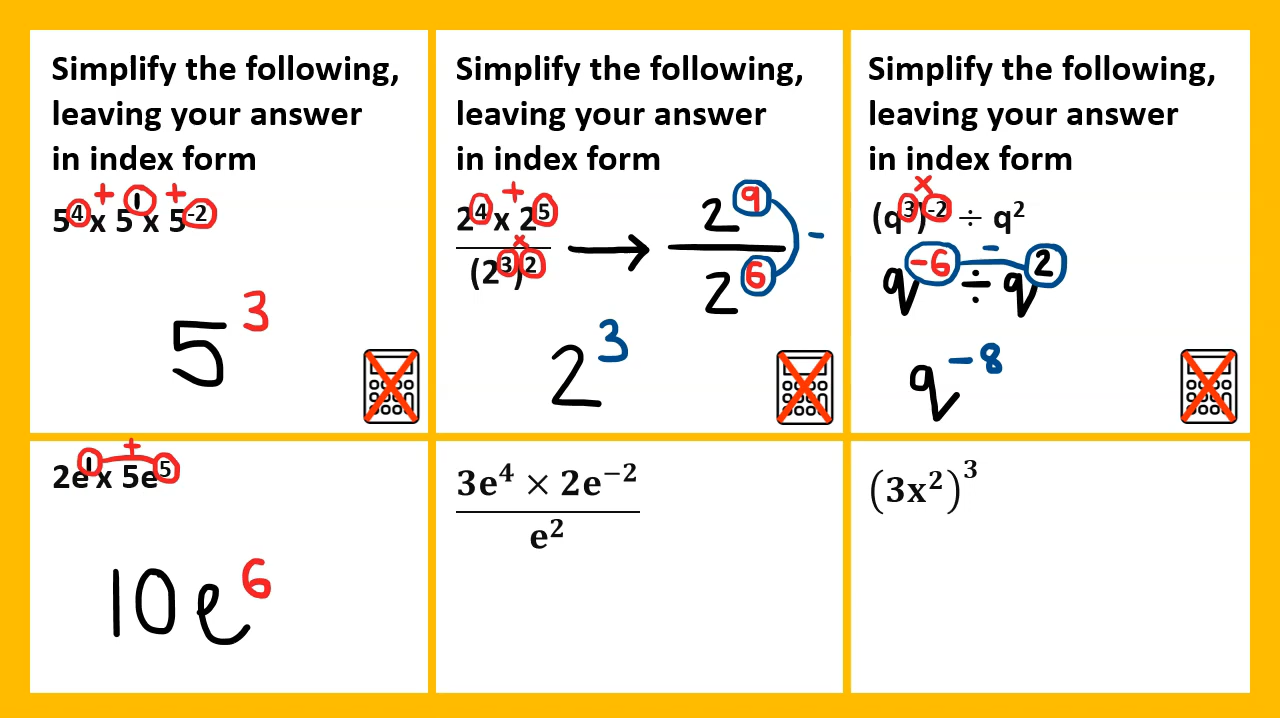 Simplify the following,
leaving your answer
in index form
+ +
5⁴ x 5¹ x 5⁻²
5³
Simplify the following,
leaving your answer
in index form
+
2⁴ x 2⁵
×
(2³)²
→
2⁹
2⁶
-
2³
Simplify the following,
leaving your answer
in index form
×
(q³)⁻² ÷ q²
-
q⁻⁶ ÷ q²
q⁻⁸
+
2e¹ x 5e⁵
10e⁶
3e⁴ × 2e⁻²
e²
(3x²)³